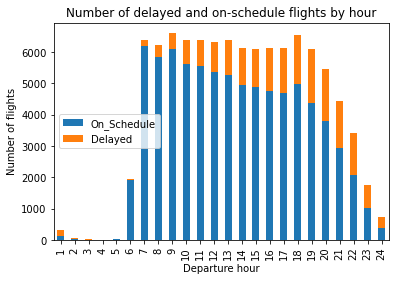 Number of delayed and on-schedule flights by hour
Number of flights
6000
5000
4000
3000
2000
1000
0
On_Schedule
Delayed
1 2 3 4 5 6 7 8 9 10 11 12 13 14 15 16 17 18 19 20 21 22 23 24
Departure hour